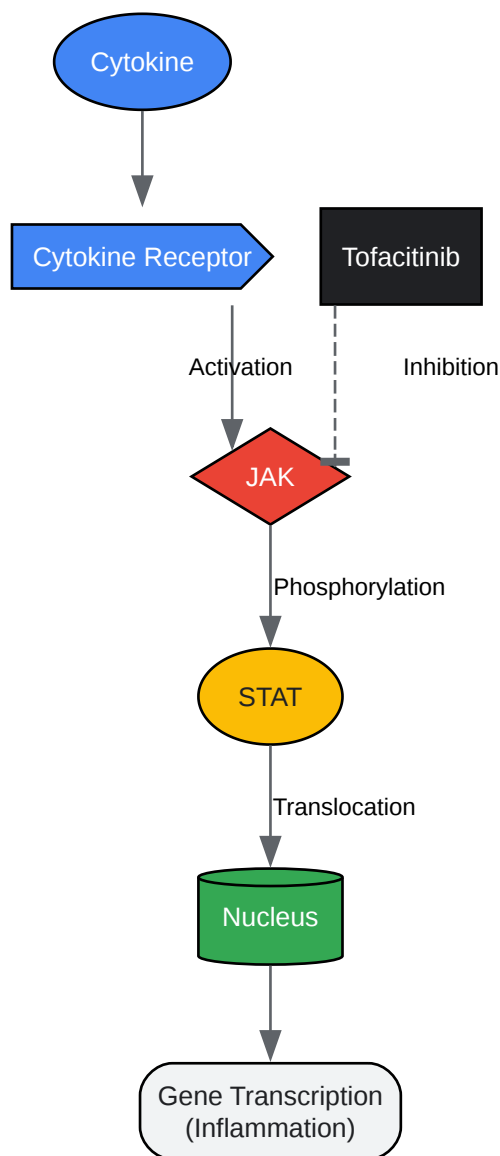 Cytokine
Cytokine Receptor
Tofacitinib
Activation
Inhibition
JAK
Phosphorylation
STAT
Translocation
Nucleus
Gene Transcription
(Inflammation)